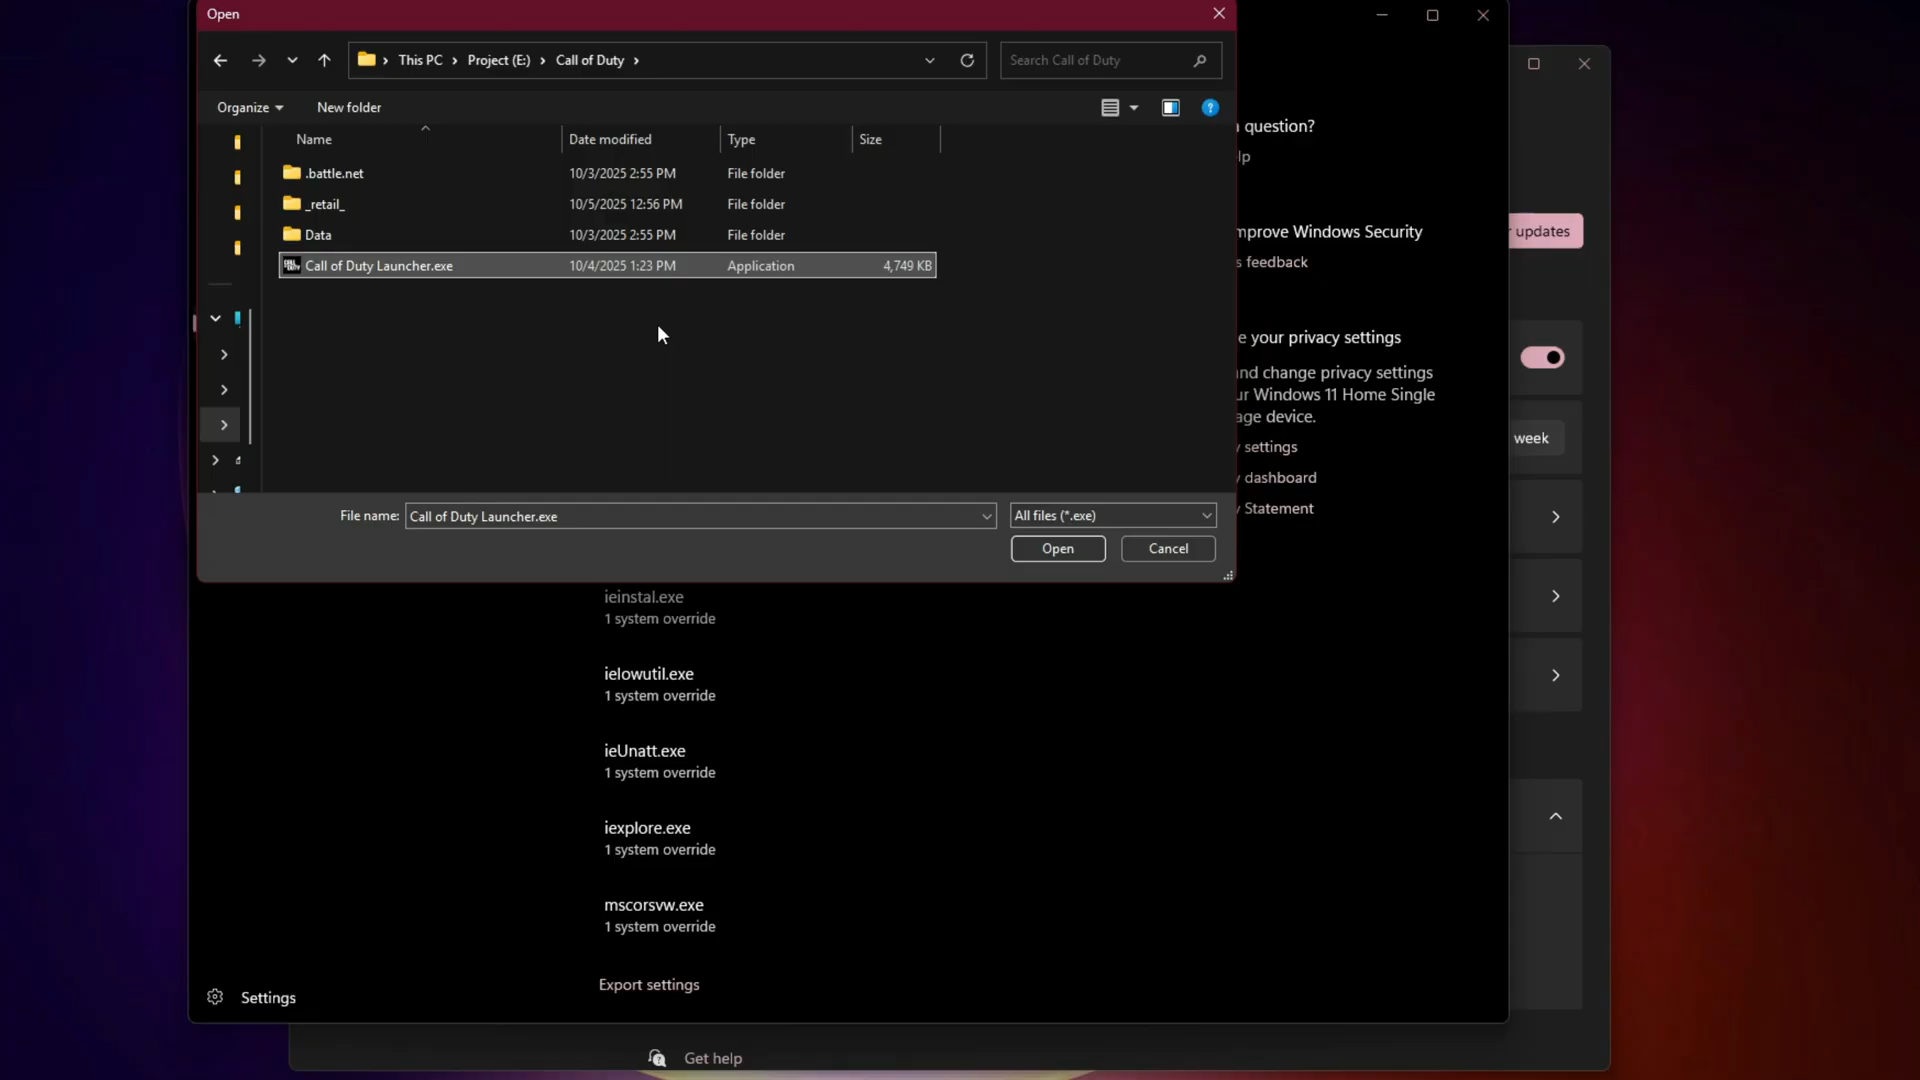 Open
This PC > Project (E:) > Call of Duty >
Search Call of Duty
Organize
New folder
Name
Date modified
Type
Size
.battle.net
10/3/2025 2:55 PM
File folder
_retail_
10/5/2025 12:56 PM
File folder
Data
10/3/2025 2:55 PM
File folder
Call of Duty Launcher.exe
10/4/2025 1:23 PM
Application
4,749 KB
File name:
Call of Duty Launcher.exe
All files (*.exe)
Open
Cancel
question?
lp
mprove Windows Security
s feedback
e your privacy settings
nd change privacy settings
ur Windows 11 Home Single
age device.
y settings
y dashboard
y Statement
r updates
week
ieinstal.exe
1 system override
ielowutil.exe
1 system override
ieUnatt.exe
1 system override
iexplore.exe
1 system override
mscorsvw.exe
1 system override
Export settings
Settings
Get help